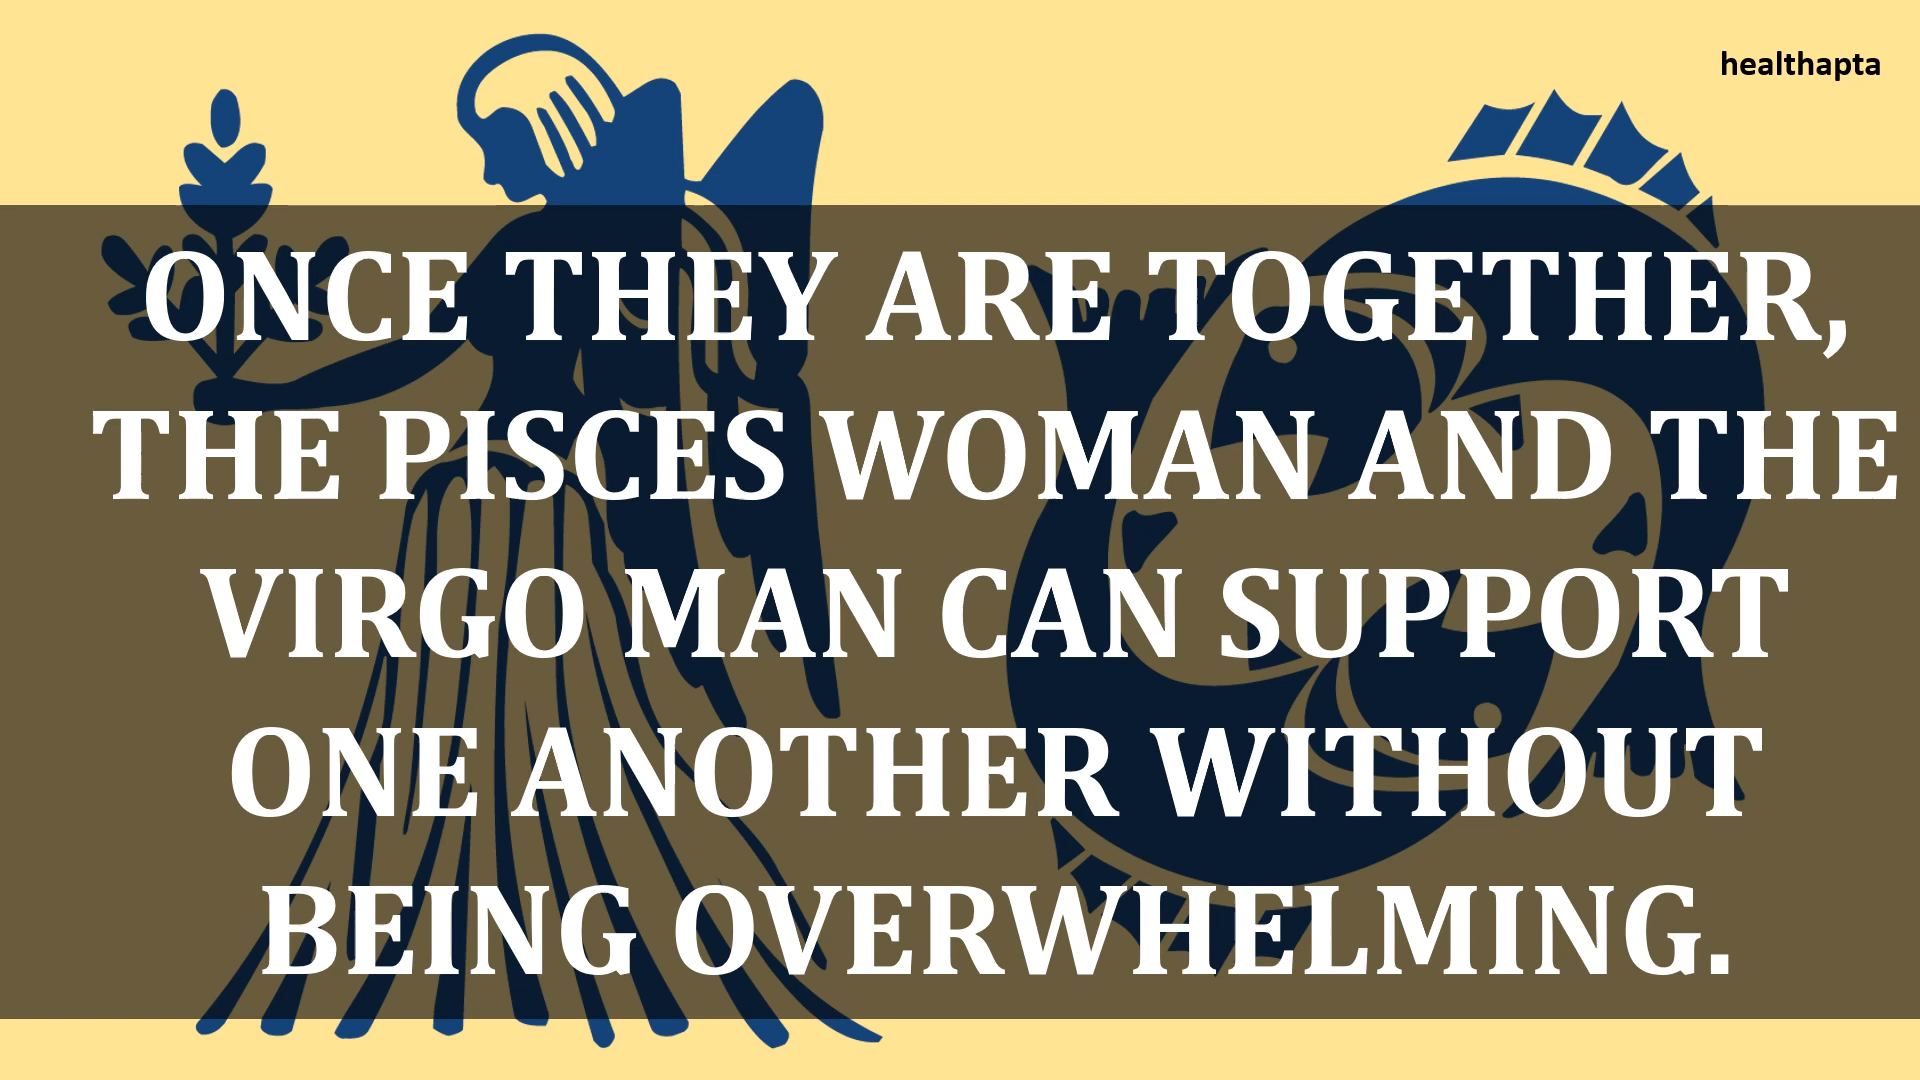 healthapta
ONCE THEY ARE TOGETHER,
THE PISCES WOMAN AND THE
VIRGO MAN CAN SUPPORT
ONE ANOTHER WITHOUT
BEING OVERWHELMING.